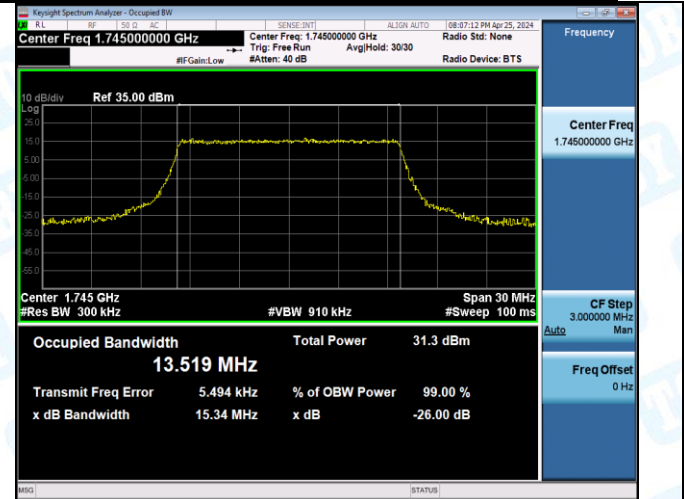 Keysight Spectrum Analyzer - Occupied BW
RL RF 50 Ω AC SENSE:INT ALIGN AUTO 08:07:12 PM Apr 25, 2024
Center Freq 1.745000000 GHz Center Freq: 1.745000000 GHz Radio Std: None Frequency
Trig: Free Run Avg|Hold: 30/30
#IFGain:Low #Atten: 40 dB Radio Device: BTS
10 dB/div Ref 35.00 dBm
Log
25.0
15.0
5.00
-5.00
-15.0
-25.0
-35.0
-45.0
-55.0
Center Freq
1.745000000 GHz
Center 1.745 GHz Span 30 MHz
#Res BW 300 kHz #VBW 910 kHz #Sweep 100 ms
CF Step
3.000000 MHz
Auto Man
Occupied Bandwidth Total Power 31.3 dBm
13.519 MHz
Transmit Freq Error 5.494 kHz % of OBW Power 99.00 %
x dB Bandwidth 15.34 MHz x dB -26.00 dB
Freq Offset
0 Hz
MSG STATUS